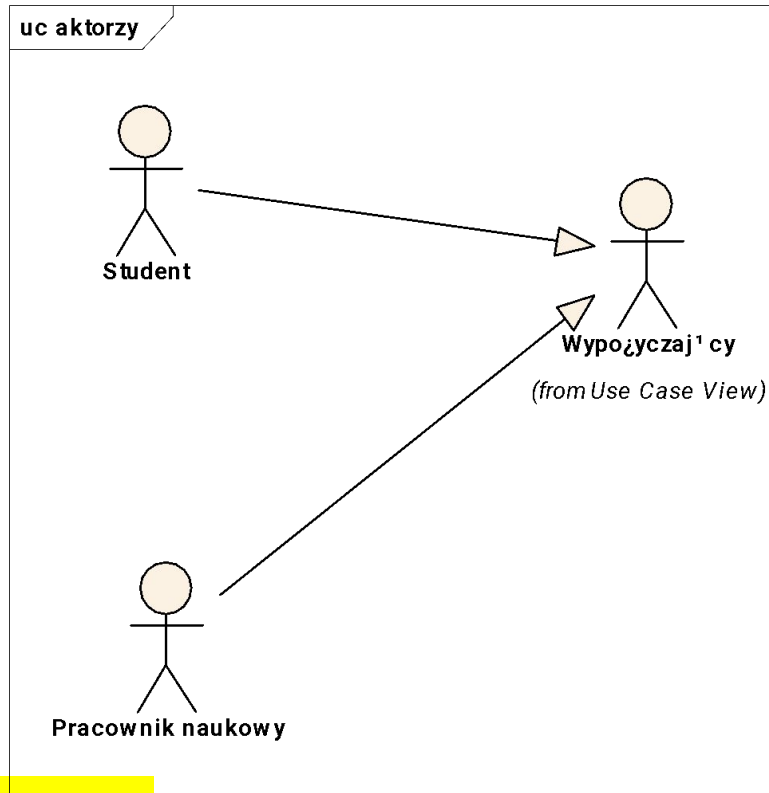 uc aktorzy
Student
Wypo¿yczaj¹cy
(from Use Case View)
Pracownik naukowy